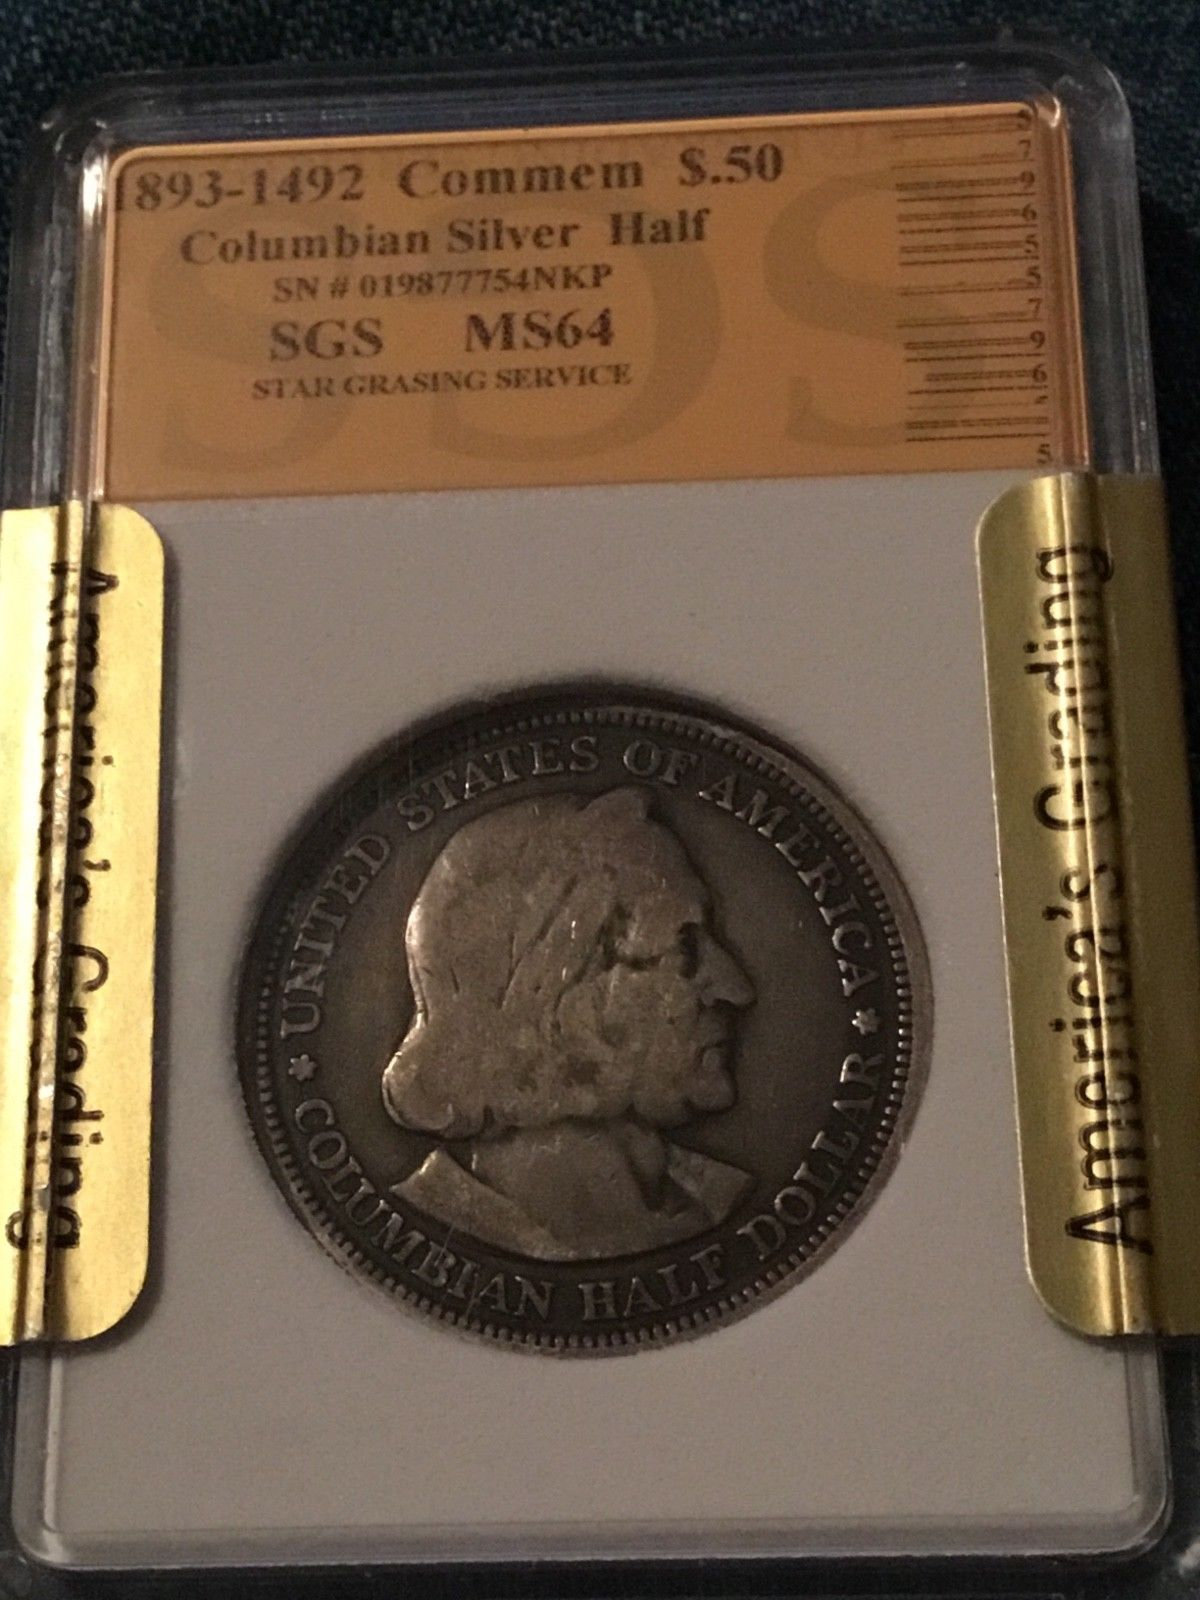 1893-1492 Commem $.50
Columbian Silver Half
SN # 019877754NKP
SGS MS64
STAR GRASING SERVICE
SGS
America's Grading
America's Grading
UNITED STATES OF AMERICA
COLUMBIAN HALF DOLLAR